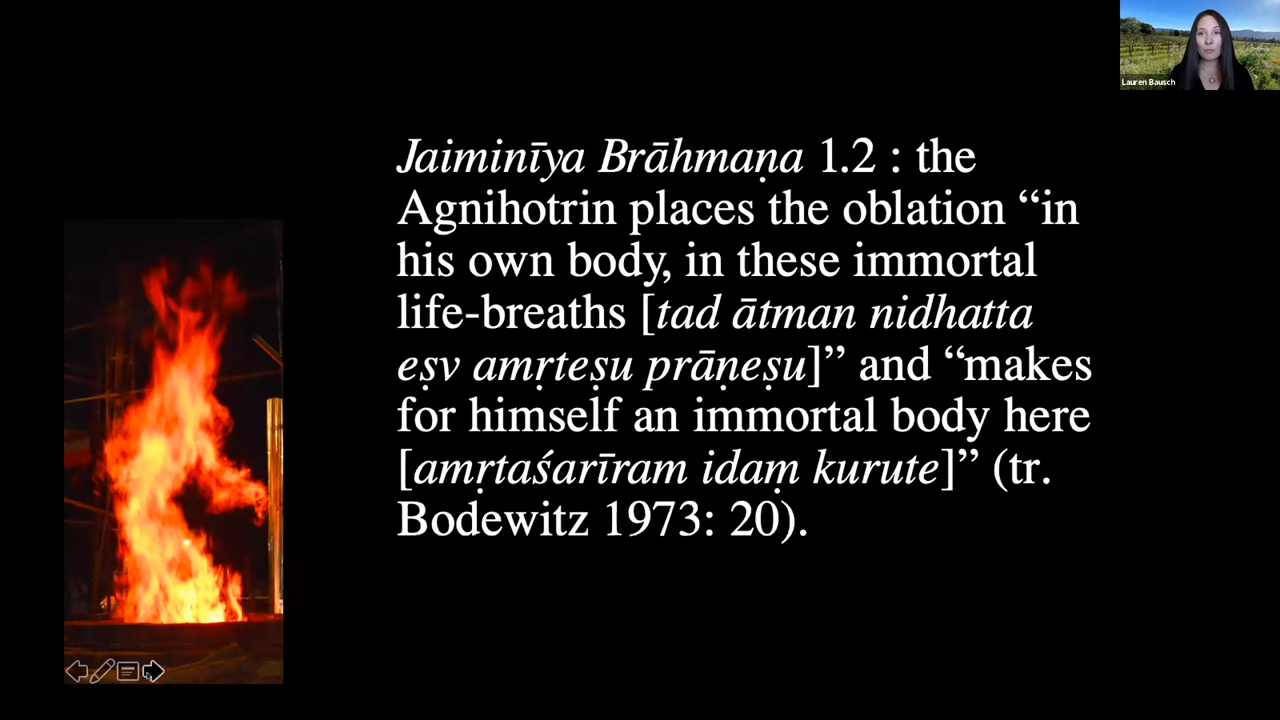 Lauren Bausch
Jaiminīya Brāhmaṇa 1.2 : the
Agnihotrin places the oblation “in
his own body, in these immortal
life-breaths [tad ātman nidhatta
eṣv amṛteṣu prāṇeṣu]” and “makes
for himself an immortal body here
[amṛtaśarīram idaṃ kurute]” (tr.
Bodewitz 1973: 20).